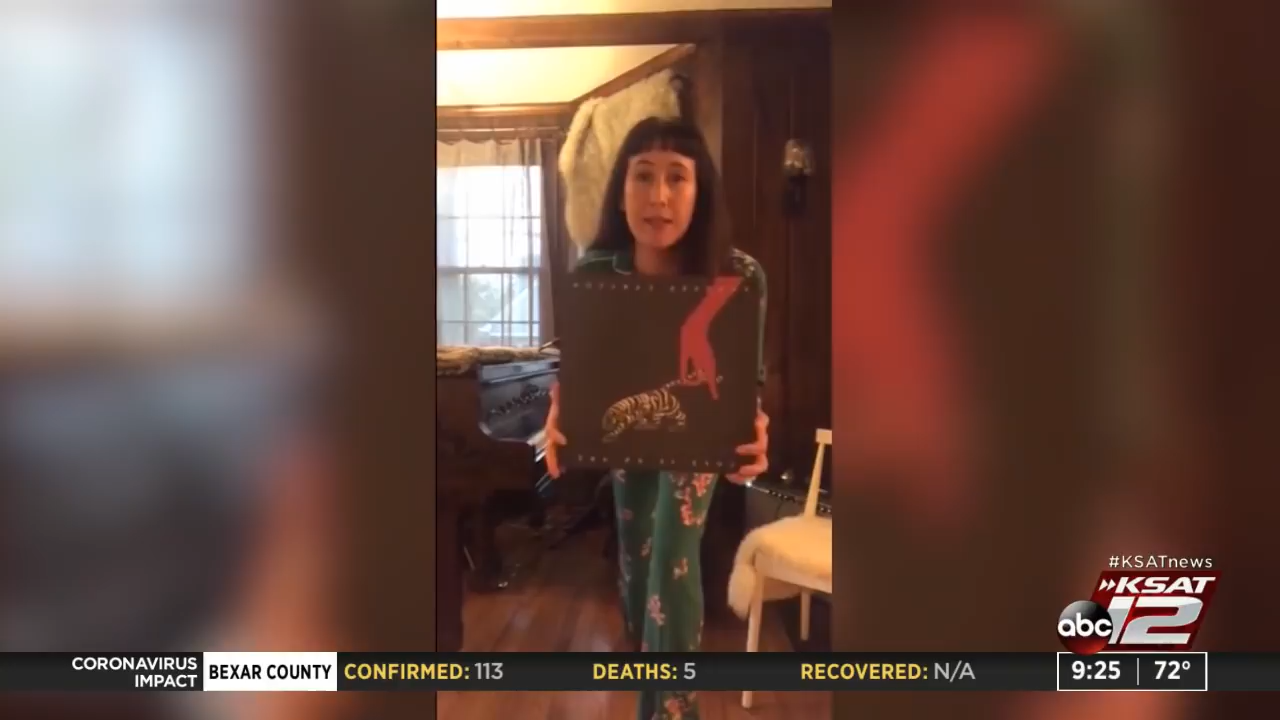 #KSATnews
KSAT
abc 12
CORONAVIRUS IMPACT
BEXAR COUNTY
CONFIRMED: 113
DEATHS: 5
RECOVERED: N/A
9:25
72°